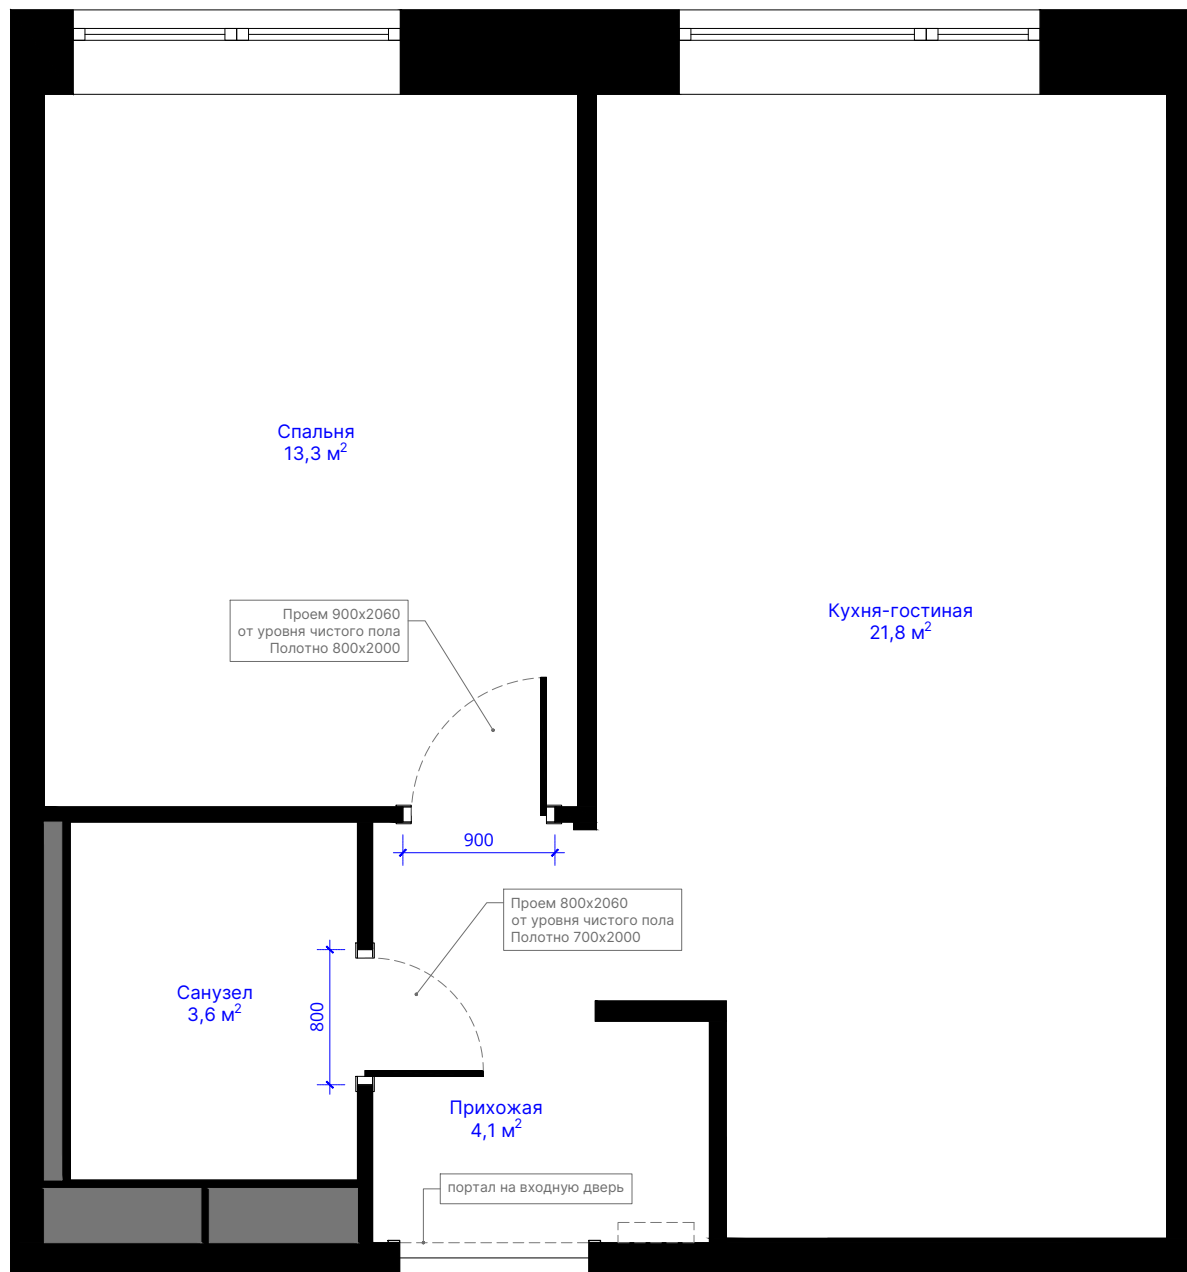 Спальня
13,3 м²
Проем 900х2060
от уровня чистого пола
Полотно 800х2000
Кухня-гостиная
21,8 м²
900
Проем 800х2060
от уровня чистого пола
Полотно 700х2000
Санузел
3,6 м²
800
Прихожая
4,1 м²
портал на входную дверь